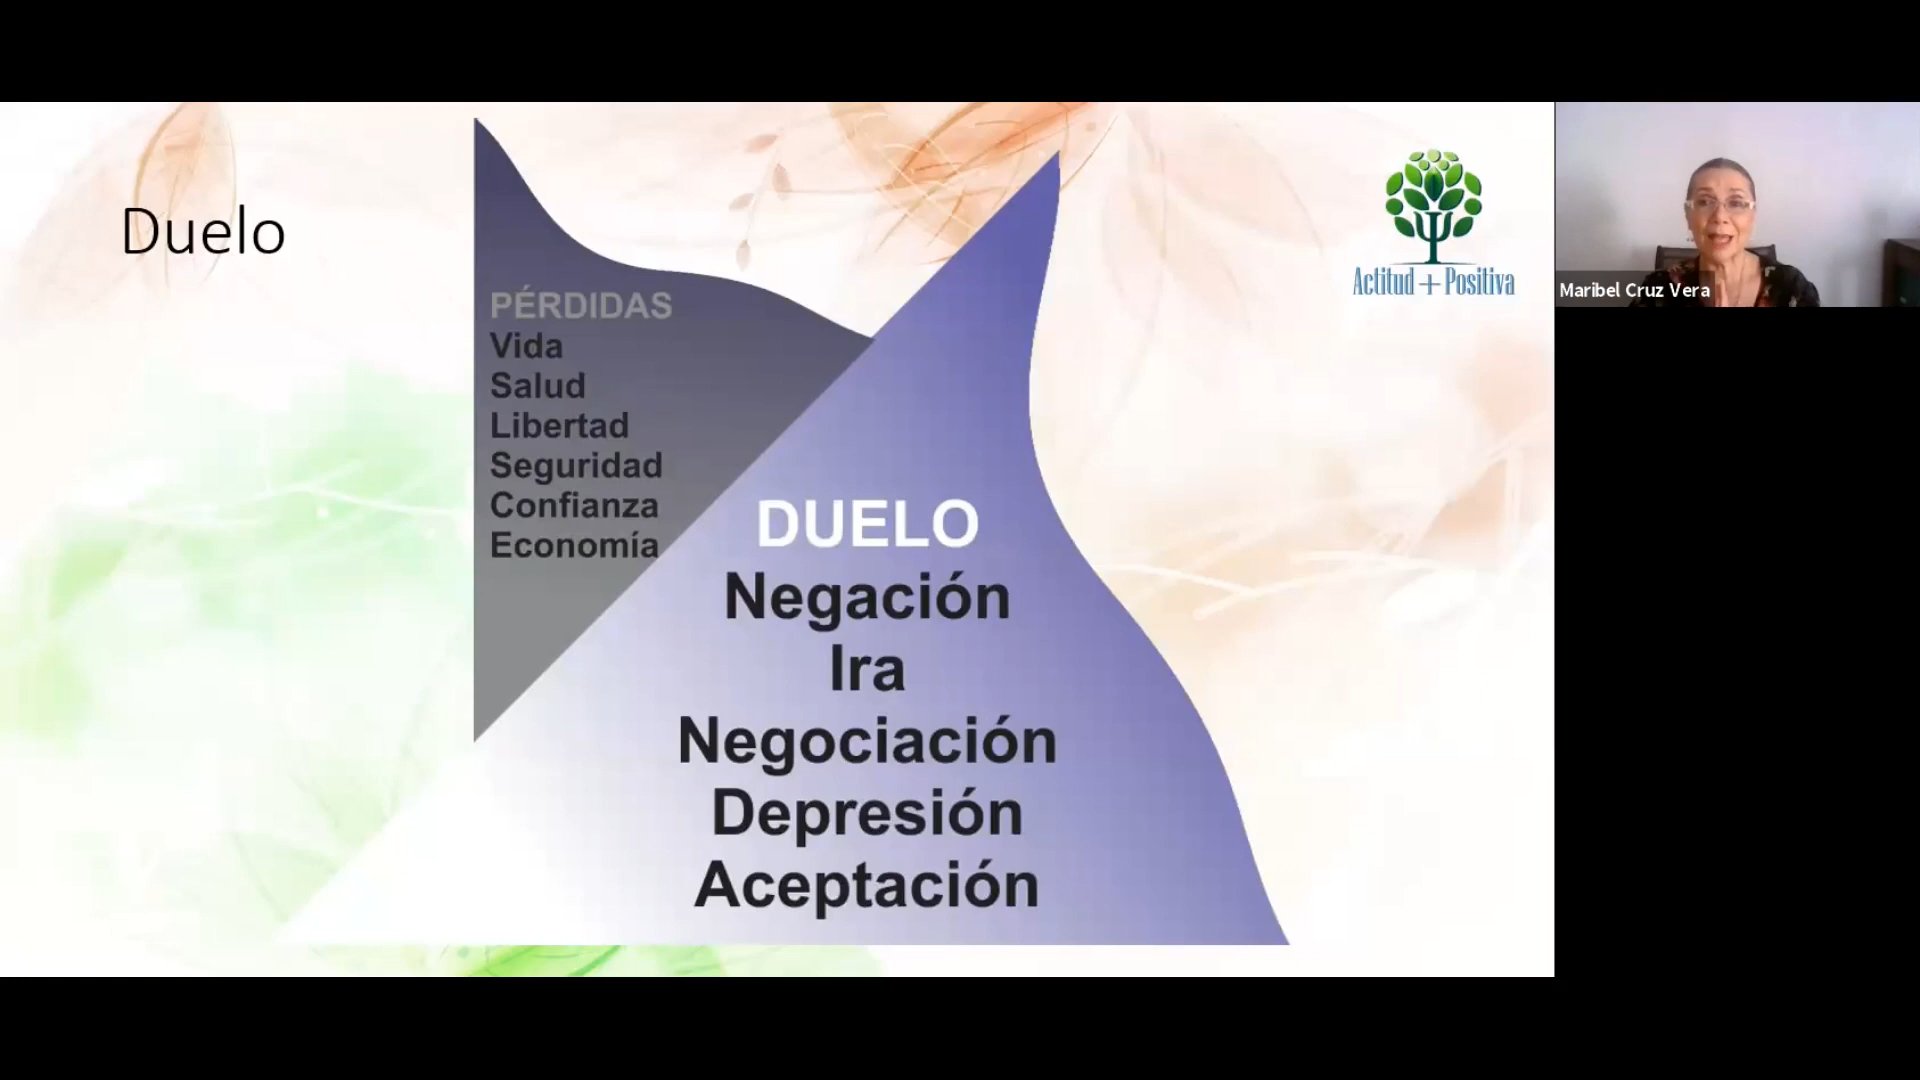 Duelo
PÉRDIDAS
Vida
Salud
Libertad
Seguridad
Confianza
Economía
DUELO
Negación
Ira
Negociación
Depresión
Aceptación
Actitud + Positiva
Maribel Cruz Vera